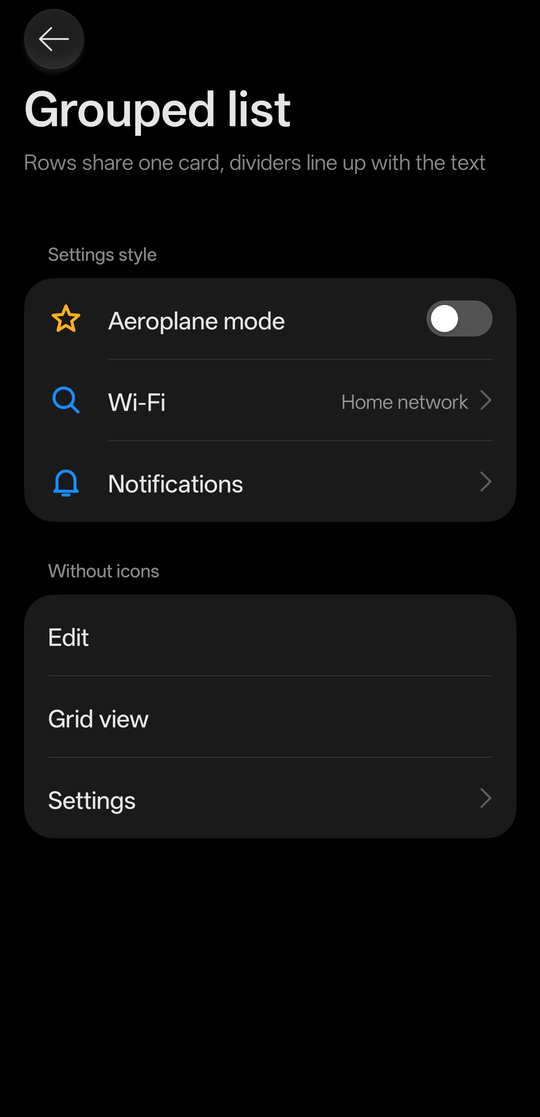 Grouped list
Rows share one card, dividers line up with the text
Settings style
Aeroplane mode
Wi-Fi
Home network
Notifications
Without icons
Edit
Grid view
Settings